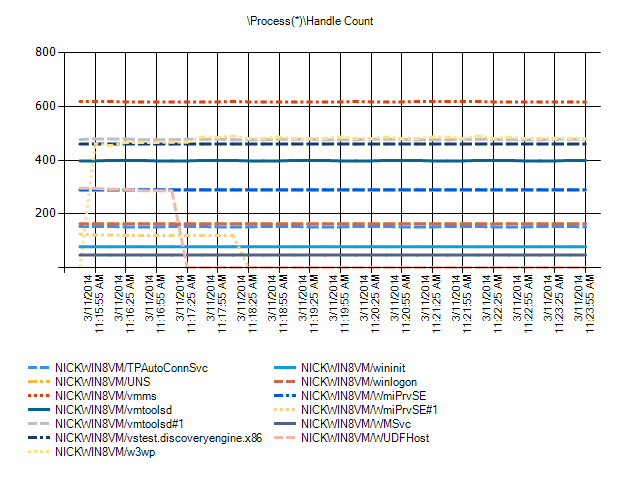 \Process(*)\Handle Count
800
600
400
200
3/11/2014 11:15:55 AM
3/11/2014 11:16:25 AM
3/11/2014 11:16:55 AM
3/11/2014 11:17:25 AM
3/11/2014 11:17:55 AM
3/11/2014 11:18:25 AM
3/11/2014 11:18:55 AM
3/11/2014 11:19:25 AM
3/11/2014 11:19:55 AM
3/11/2014 11:20:25 AM
3/11/2014 11:20:55 AM
3/11/2014 11:21:25 AM
3/11/2014 11:21:55 AM
3/11/2014 11:22:25 AM
3/11/2014 11:22:55 AM
3/11/2014 11:23:25 AM
3/11/2014 11:23:55 AM
NICKWIN8VM/TPAutoConnSvc
NICKWIN8VM/UNS
NICKWIN8VM/vmms
NICKWIN8VM/vmtoolsd
NICKWIN8VM/vmtoolsd#1
NICKWIN8VM/vstest.discoveryengine.x86
NICKWIN8VM/w3wp
NICKWIN8VM/wininit
NICKWIN8VM/winlogon
NICKWIN8VM/WmiPrvSE
NICKWIN8VM/WmiPrvSE#1
NICKWIN8VM/WMSvc
NICKWIN8VM/WUDFHost